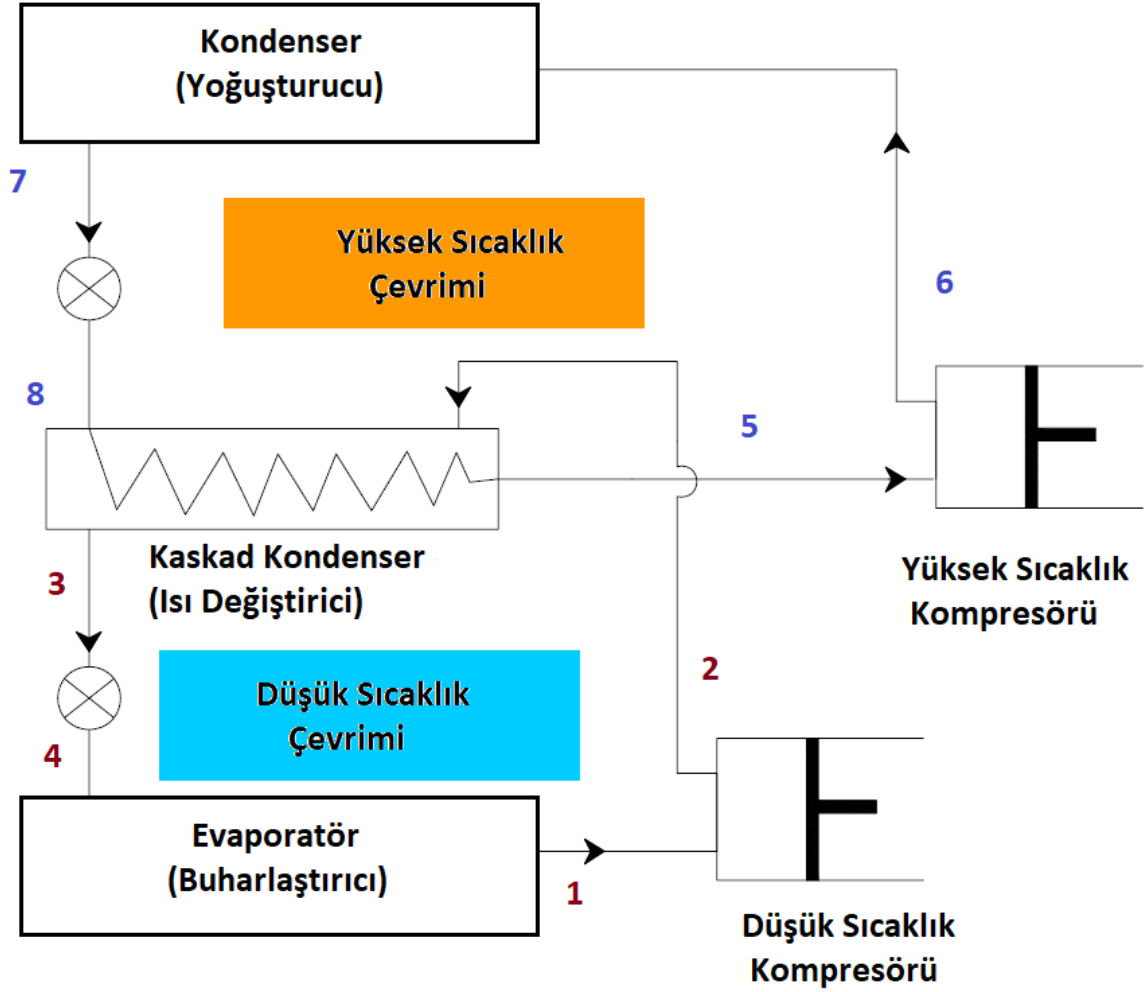 Kondenser
(Yoğuşturucu)
7
Yüksek Sıcaklık
Çevrimi
6
8
5
Kaskad Kondenser
(Isı Değiştirici)
3
Yüksek Sıcaklık
Kompresörü
2
Düşük Sıcaklık
Çevrimi
4
Evaporatör
(Buharlaştırıcı)
1
Düşük Sıcaklık
Kompresörü